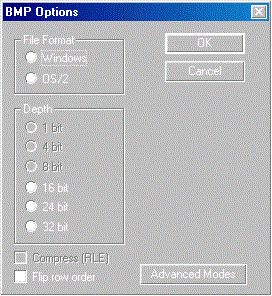 BMP Options
File Format
Windows
OS/2
OK
Cancel
Depth
1 bit
4 bit
8 bit
16 bit
24 bit
32 bit
Compress (RLE)
Flip row order
Advanced Modes